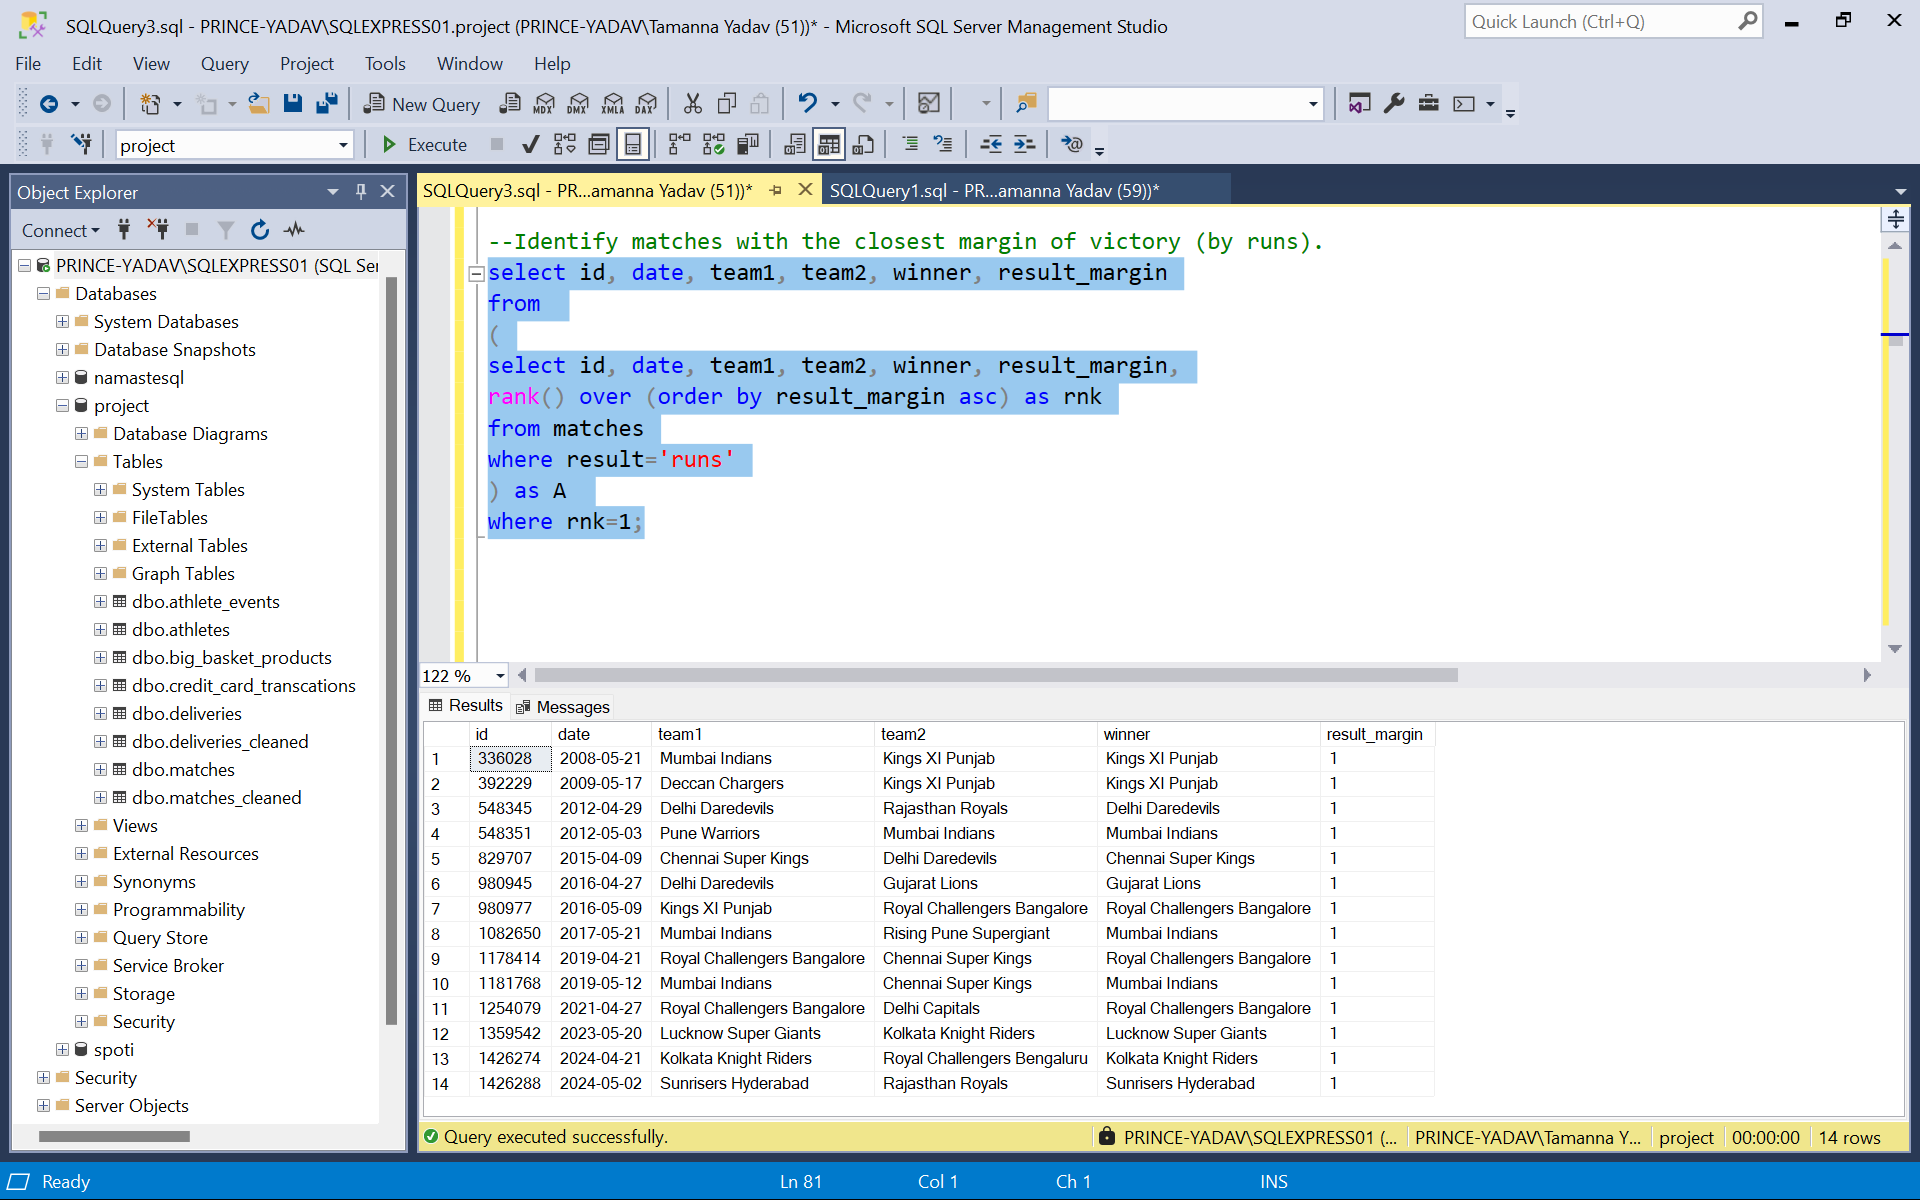 SQLQuery3.sql - PRINCE-YADAV\SQLEXPRESS01.project (PRINCE-YADAV\Tamanna Yadav (51))* - Microsoft SQL Server Management Studio
Quick Launch (Ctrl+Q)
File Edit View Query Project Tools Window Help
New Query MDX DMX XMLA DAX
project Execute
Object Explorer
SQLQuery3.sql - PR...amanna Yadav (51))* SQLQuery1.sql - PR...amanna Yadav (59))*
Connect
PRINCE-YADAV\SQLEXPRESS01 (SQL Ser
Databases
System Databases
Database Snapshots
namastesql
project
Database Diagrams
Tables
System Tables
FileTables
External Tables
Graph Tables
dbo.athlete_events
dbo.athletes
dbo.big_basket_products
dbo.credit_card_transcations
dbo.deliveries
dbo.deliveries_cleaned
dbo.matches
dbo.matches_cleaned
Views
External Resources
Synonyms
Programmability
Query Store
Service Broker
Storage
Security
spoti
Security
Server Objects
--Identify matches with the closest margin of victory (by runs).
select id, date, team1, team2, winner, result_margin
from
(
select id, date, team1, team2, winner, result_margin,
rank() over (order by result_margin asc) as rnk
from matches
where result='runs'
) as A
where rnk=1;
122 %
Results Messages
id date team1 team2 winner result_margin
1 336028 2008-05-21 Mumbai Indians Kings XI Punjab Kings XI Punjab 1
2 392229 2009-05-17 Deccan Chargers Kings XI Punjab Kings XI Punjab 1
3 548345 2012-04-29 Delhi Daredevils Rajasthan Royals Delhi Daredevils 1
4 548351 2012-05-03 Pune Warriors Mumbai Indians Mumbai Indians 1
5 829707 2015-04-09 Chennai Super Kings Delhi Daredevils Chennai Super Kings 1
6 980945 2016-04-27 Delhi Daredevils Gujarat Lions Gujarat Lions 1
7 980977 2016-05-09 Kings XI Punjab Royal Challengers Bangalore Royal Challengers Bangalore 1
8 1082650 2017-05-21 Mumbai Indians Rising Pune Supergiant Mumbai Indians 1
9 1178414 2019-04-21 Royal Challengers Bangalore Chennai Super Kings Royal Challengers Bangalore 1
10 1181768 2019-05-12 Mumbai Indians Chennai Super Kings Mumbai Indians 1
11 1254079 2021-04-27 Royal Challengers Bangalore Delhi Capitals Royal Challengers Bangalore 1
12 1359542 2023-05-20 Lucknow Super Giants Kolkata Knight Riders Lucknow Super Giants 1
13 1426274 2024-04-21 Kolkata Knight Riders Royal Challengers Bengaluru Kolkata Knight Riders 1
14 1426288 2024-05-02 Sunrisers Hyderabad Rajasthan Royals Sunrisers Hyderabad 1
Query executed successfully. PRINCE-YADAV\SQLEXPRESS01 (... PRINCE-YADAV\Tamanna Y... project 00:00:00 14 rows
Ready Ln 81 Col 1 Ch 1 INS